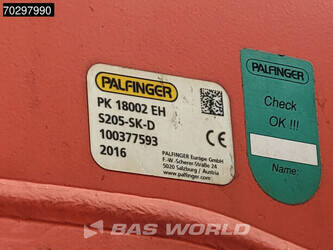 70297990
PALFINGER
PK 18002 EH
S205-SK-D
100377593
2016
CE
PALFINGER Europe GmbH
F.-W.-Scherer-Straße 24
5020 Salzburg / Austria
www.palfinger.com
PALFINGER
Check
OK !!!
Name:
BAS WORLD